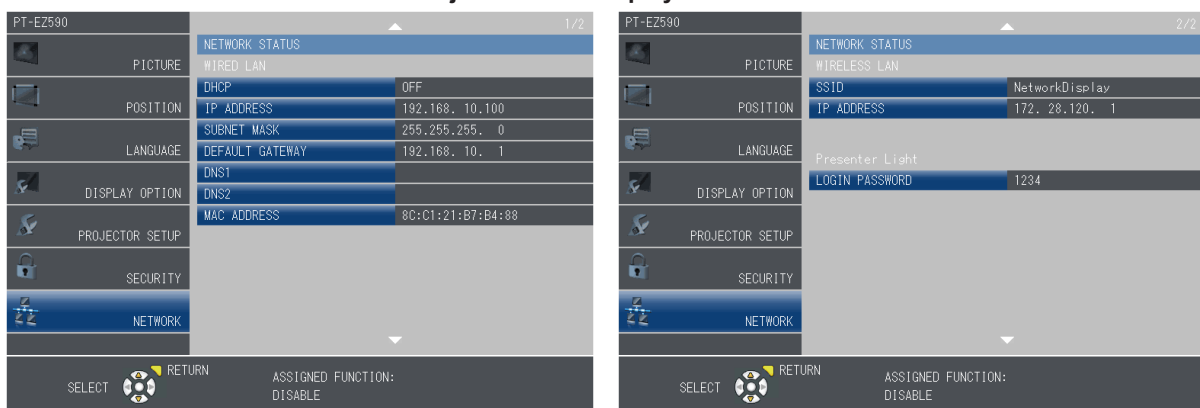 PT-EZ590 1/2
NETWORK STATUS
PICTURE WIRED LAN
DHCP OFF
POSITION IP ADDRESS 192.168. 10.100
SUBNET MASK 255.255.255. 0
LANGUAGE DEFAULT GATEWAY 192.168. 10. 1
DNS1
DISPLAY OPTION DNS2
MAC ADDRESS 8C:C1:21:B7:B4:88
PROJECTOR SETUP
SECURITY
NETWORK
SELECT RETURN ASSIGNED FUNCTION:
DISABLE
PT-EZ590 2/2
NETWORK STATUS
PICTURE WIRELESS LAN
SSID NetworkDisplay
POSITION IP ADDRESS 172. 28.120. 1
LANGUAGE
Presenter Light
DISPLAY OPTION LOGIN PASSWORD 1234
PROJECTOR SETUP
SECURITY
NETWORK
SELECT RETURN ASSIGNED FUNCTION:
DISABLE